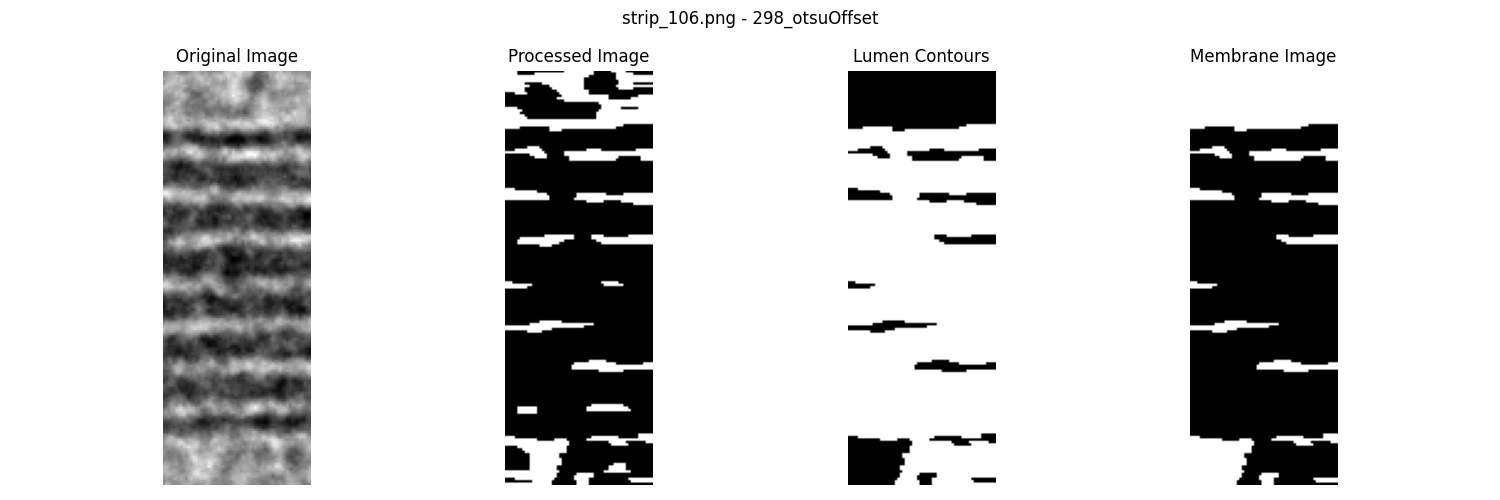 strip_106.png - 298_otsuOffset
Original Image
Processed Image
Lumen Contours
Membrane Image